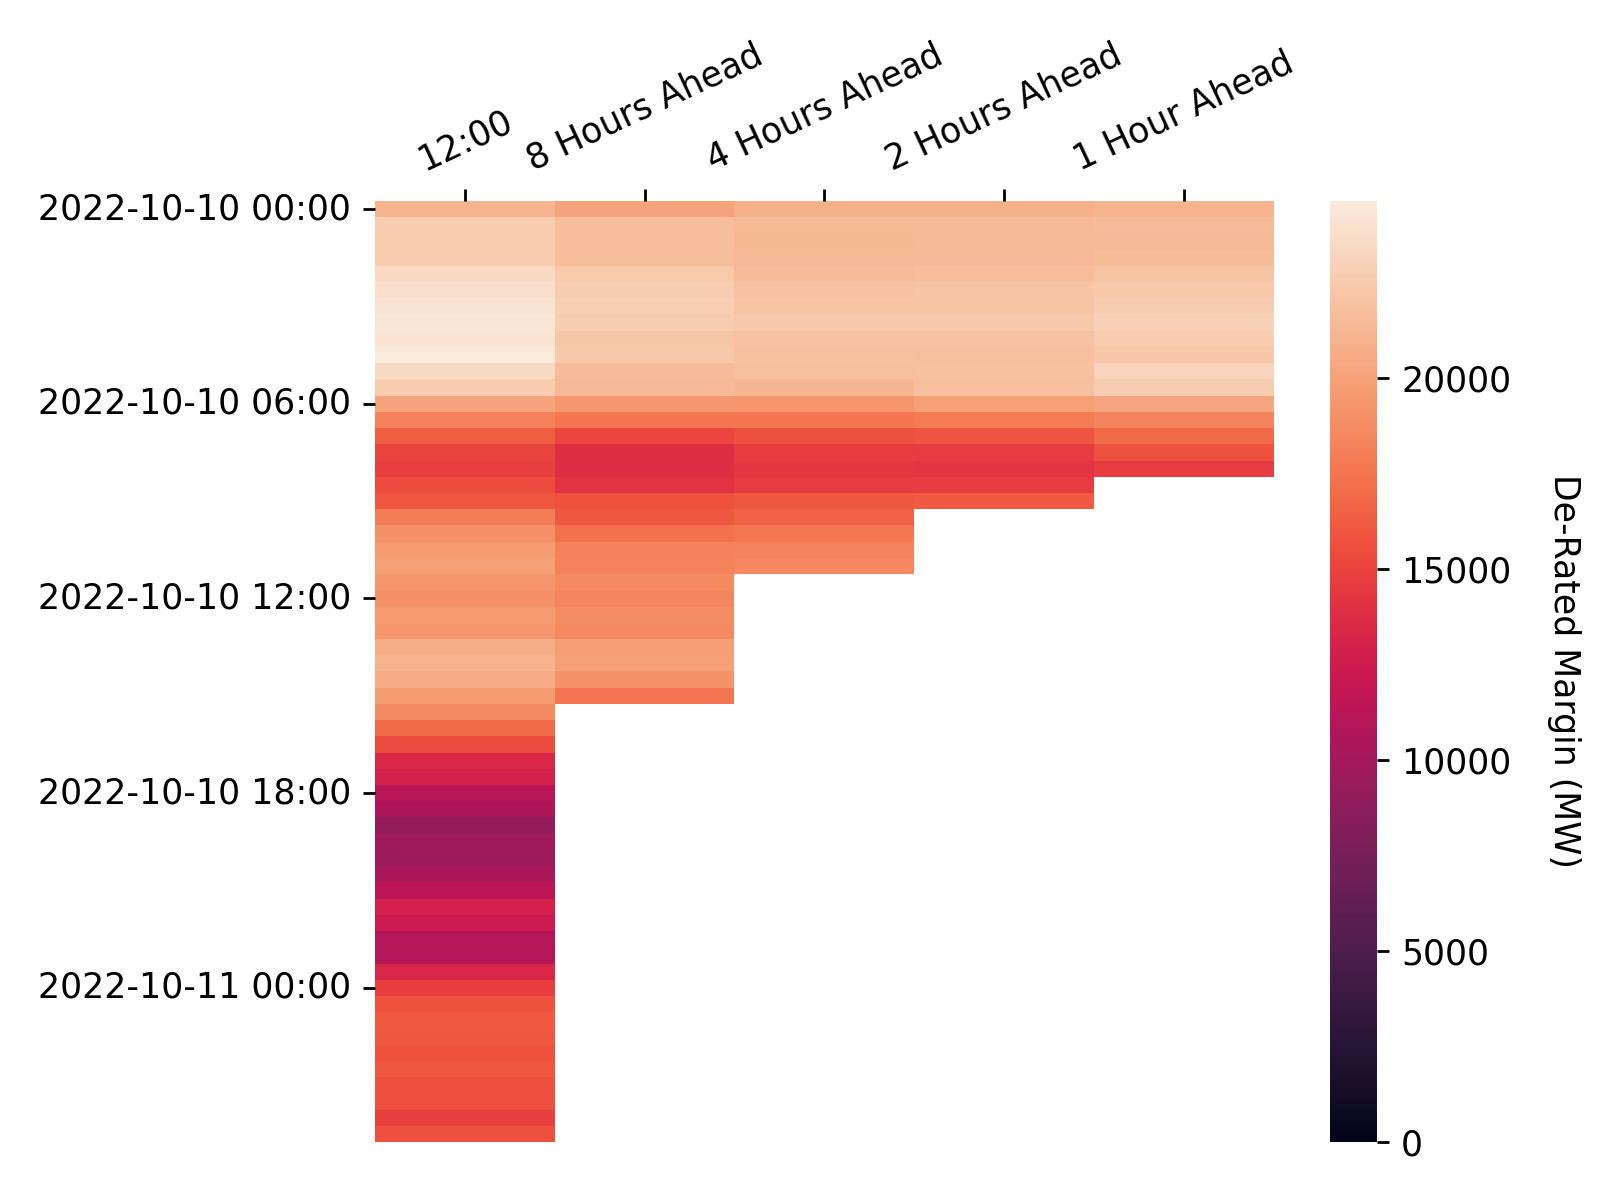 12:00
8 Hours Ahead
4 Hours Ahead
2 Hours Ahead
1 Hour Ahead
2022-10-10 00:00
2022-10-10 06:00
2022-10-10 12:00
2022-10-10 18:00
2022-10-11 00:00
20000
15000
10000
5000
0
De-Rated Margin (MW)